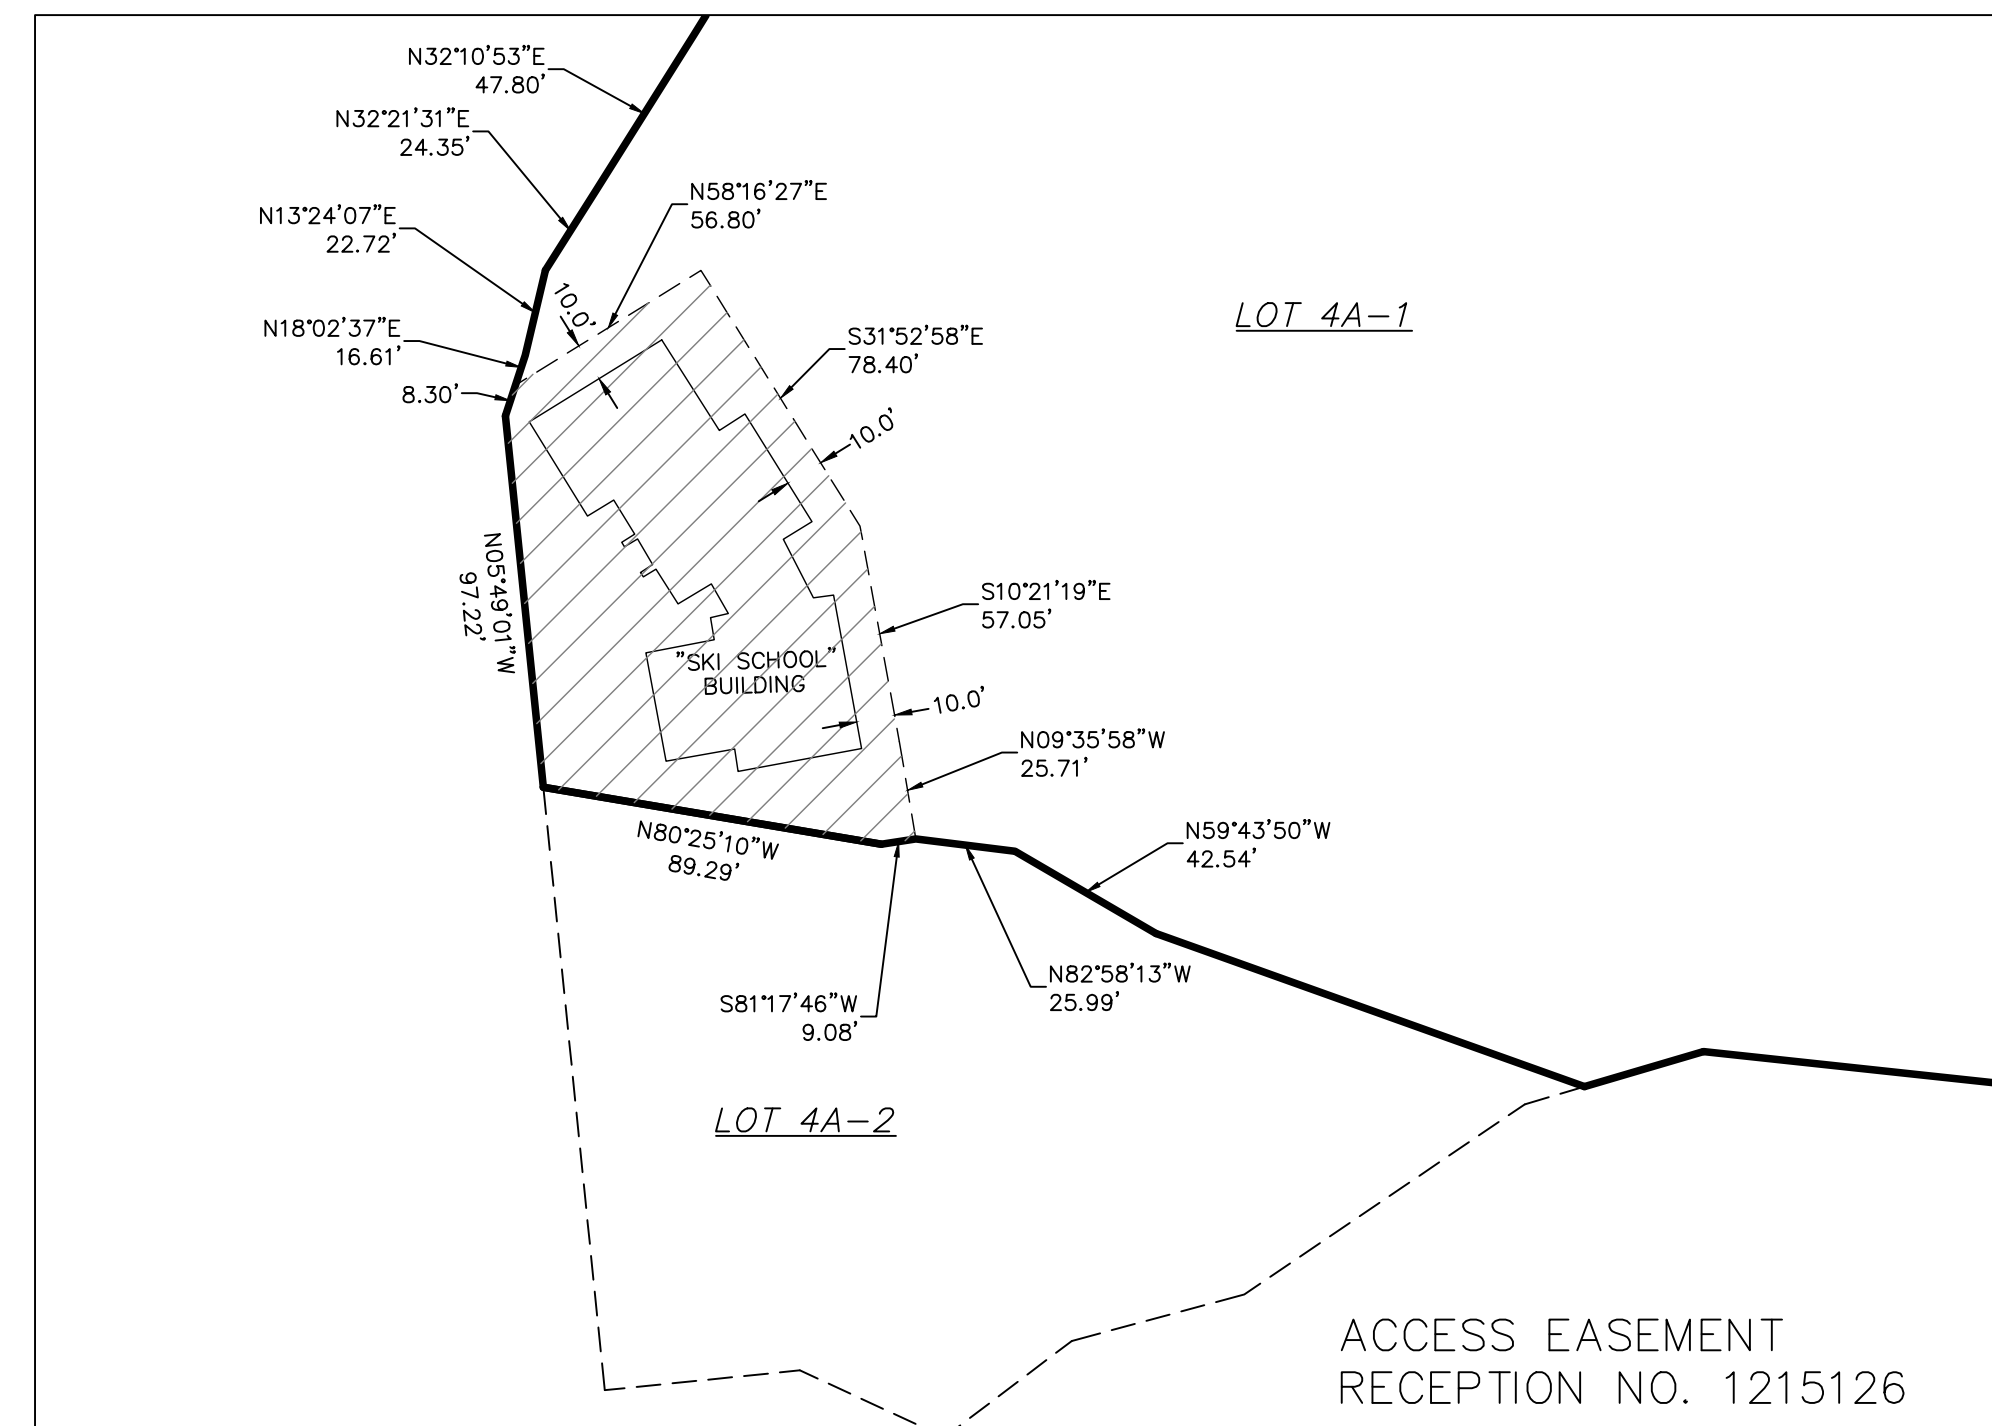 N32°10'53"E
47.80'
N32°21'31"E
24.35'
N58°16'27"E
56.80'
N13°24'07"E
22.72'
10.0'
LOT 4A-1
N18°02'37"E
16.61'
S31°52'58"E
78.40'
8.30'
10.0'
N05°49'01"W
97.22'
S10°21'19"E
57.05'
"SKI SCHOOL"
BUILDING
10.0'
N09°35'58"W
25.71'
N80°25'10"W
89.29'
N59°43'50"W
42.54'
N82°58'13"W
25.99'
S81°17'46"W
9.08'
LOT 4A-2
ACCESS EASEMENT
RECEPTION NO. 1215126